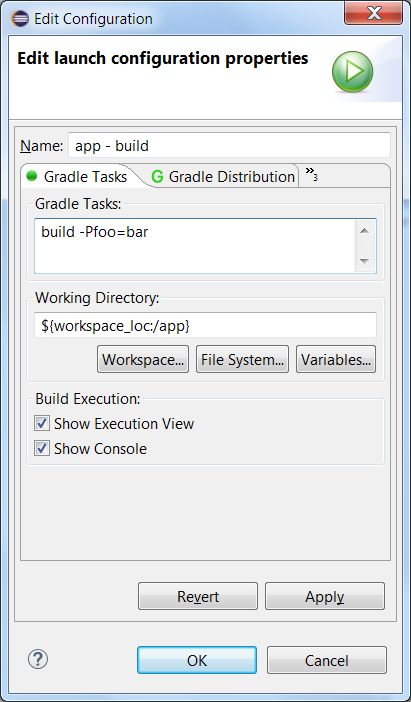 Edit Configuration
Edit launch configuration properties
Name: app - build
Gradle Tasks G Gradle Distribution »3
Gradle Tasks:
build -Pfoo=bar
Working Directory:
${workspace_loc:/app}
Workspace... File System... Variables...
Build Execution:
Show Execution View
Show Console
Revert Apply
? OK Cancel